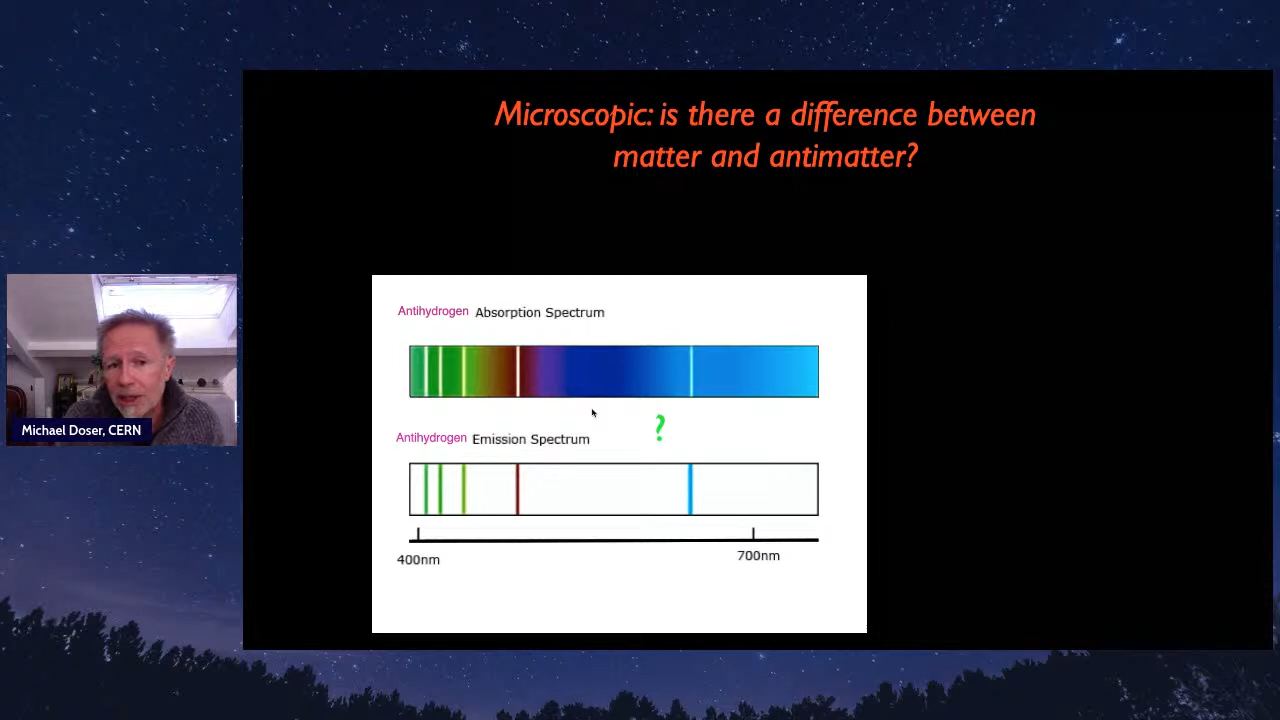 Microscopic: is there a difference between
matter and antimatter?
Antihydrogen Absorption Spectrum
?
Antihydrogen Emission Spectrum
400nm 700nm
Michael Doser, CERN